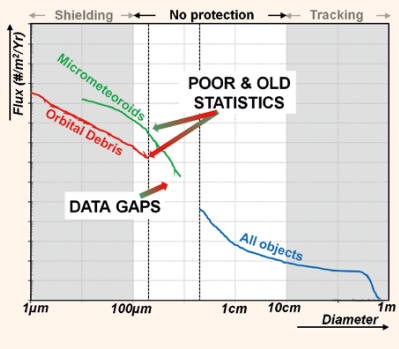 Shielding
No protection
Tracking
Flux (#/m²/Yr)
Micrometeoroids
Orbital Debris
POOR & OLD
STATISTICS
DATA GAPS
All objects
1µm
100µm
1cm
10cm
1m
Diameter